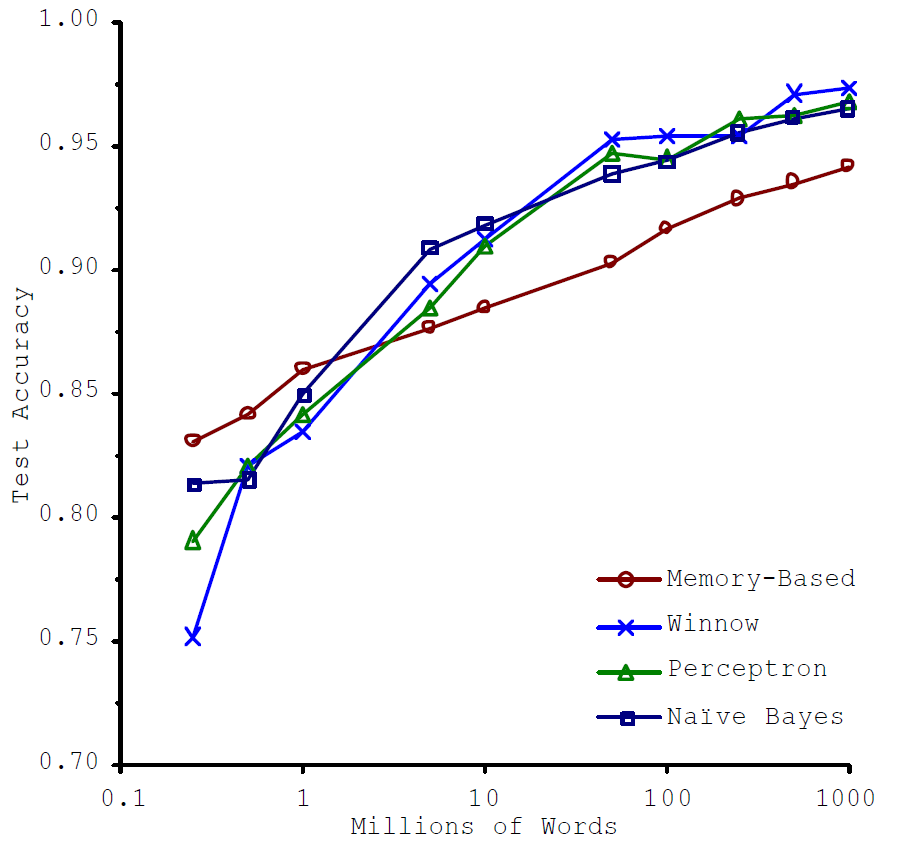 1.00
0.95
0.90
0.85
0.80
0.75
0.70
Test Accuracy
0.1 1 10 100 1000
Millions of Words
Memory-Based
Winnow
Perceptron
Naïve Bayes